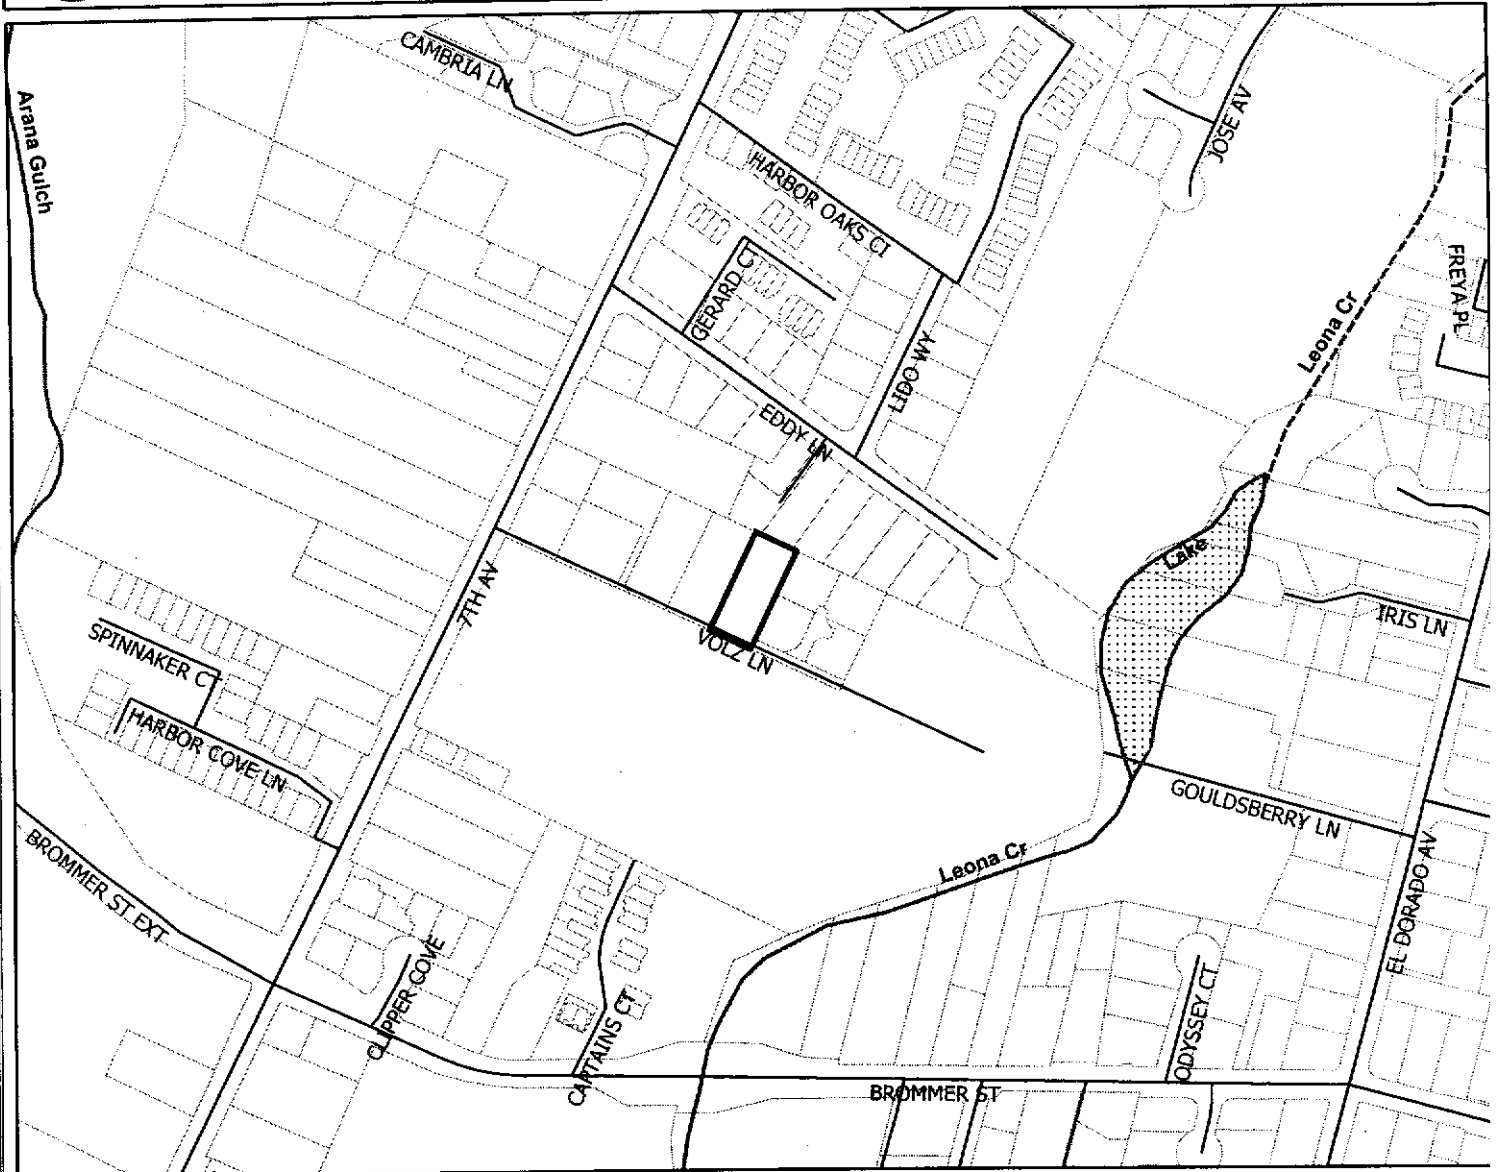 CAMBRIA LN
Arana Gulch
JOSE AV
HARBOR OAKS CI
FREYA PL
GERARD CT
Leona Cr
LIDO WY
EDDY LN
Lake
7TH AV
IRIS LN
SPINNAKER CT
VOLZ LN
HARBOR COVE LN
GOULDSBERRY LN
BROMMER ST EXT
Leona Cr
EL DORADO AV
CLIPPER COVE
ODYSSEY CT
CAPTAINS CT
BROMMER ST